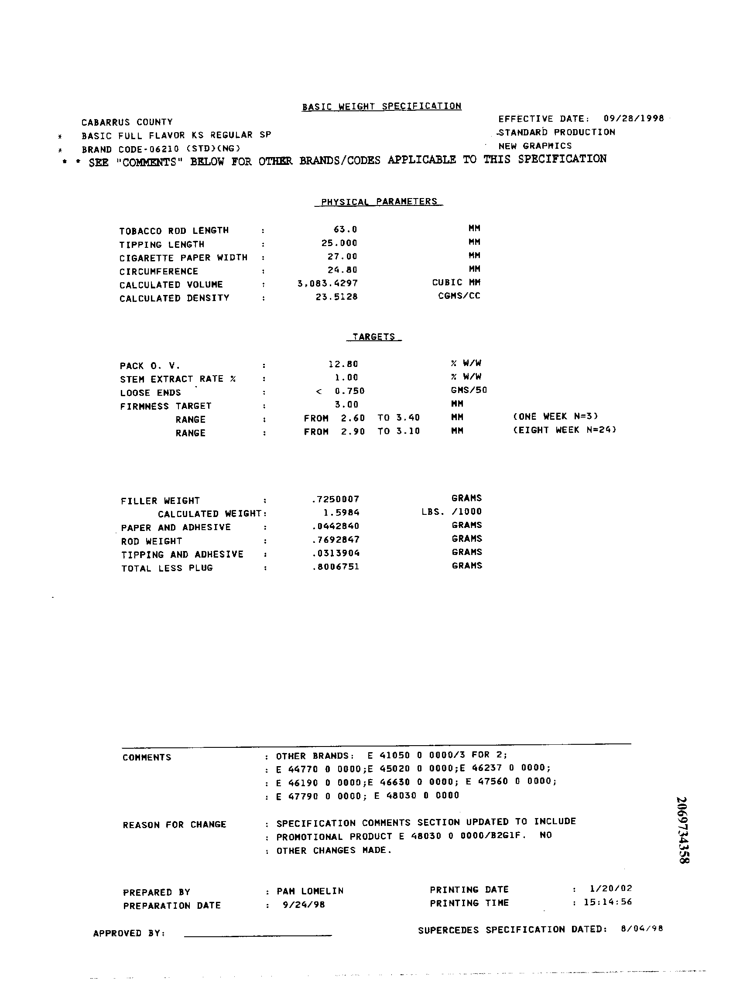 BASIC WEIGHT SPECIFICATION
CABARRUS COUNTY EFFECTIVE DATE: 09/28/1998
* BASIC FULL FLAVOR KS REGULAR SP STANDARD PRODUCTION
* BRAND CODE-06210 (STD)(NG) NEW GRAPHICS
* * SEE "COMMENTS" BELOW FOR OTHER BRANDS/CODES APPLICABLE TO THIS SPECIFICATION
PHYSICAL PARAMETERS
TOBACCO ROD LENGTH : 63.0 MM
TIPPING LENGTH : 25.000 MM
CIGARETTE PAPER WIDTH : 27.00 MM
CIRCUMFERENCE : 24.80 MM
CALCULATED VOLUME : 3,083.4297 CUBIC MM
CALCULATED DENSITY : 23.5128 CGMS/CC
TARGETS
PACK O. V. : 12.80 % W/W
STEM EXTRACT RATE % : 1.00 % W/W
LOOSE ENDS : < 0.750 GMS/50
FIRMNESS TARGET : 3.00 MM
RANGE : FROM 2.60 TO 3.40 MM (ONE WEEK N=3)
RANGE : FROM 2.90 TO 3.10 MM (EIGHT WEEK N=24)
FILLER WEIGHT : .7250007 GRAMS
CALCULATED WEIGHT: 1.5984 LBS. /1000
PAPER AND ADHESIVE : .0442840 GRAMS
ROD WEIGHT : .7692847 GRAMS
TIPPING AND ADHESIVE : .0313904 GRAMS
TOTAL LESS PLUG : .8006751 GRAMS
COMMENTS : OTHER BRANDS: E 41050 0 0000/3 FOR 2;
: E 44770 0 0000;E 45020 0 0000;E 46237 0 0000;
: E 46190 0 0000;E 46630 0 0000; E 47560 0 0000;
: E 47790 0 0000; E 48030 0 0000
REASON FOR CHANGE : SPECIFICATION COMMENTS SECTION UPDATED TO INCLUDE
: PROMOTIONAL PRODUCT E 48030 0 0000/B2G1F. NO
: OTHER CHANGES MADE.
2069734358
PREPARED BY : PAM LOMELIN PRINTING DATE : 1/20/02
PREPARATION DATE : 9/24/98 PRINTING TIME : 15:14:56
APPROVED BY: SUPERCEDES SPECIFICATION DATED: 8/04/98